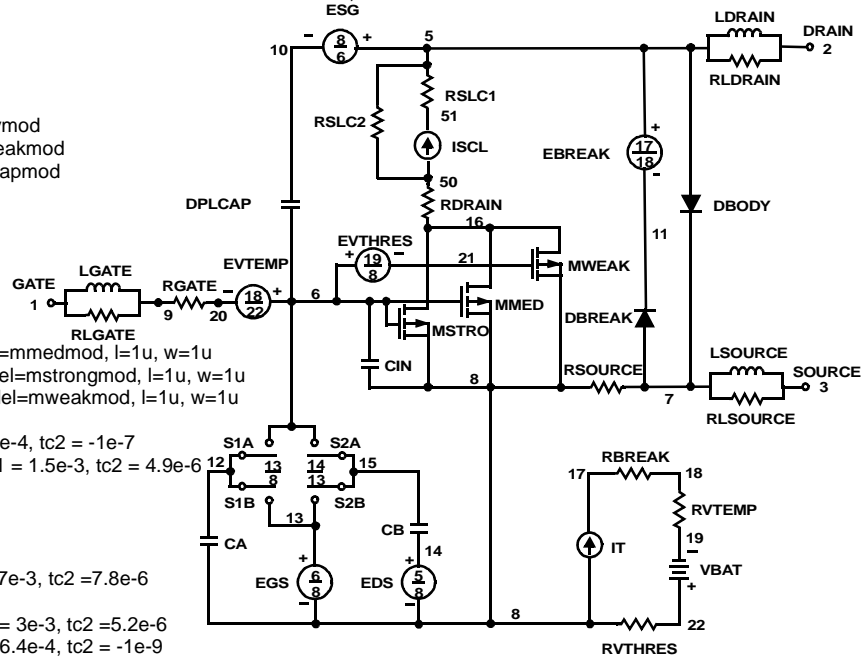 ESG
LDRAIN
DRAIN
2
10
- 8/6 +
5
RLDRAIN
RSLC1
51
RSLC2
ISCL
+
EBREAK 17/18
-
50
RDRAIN
DPLCAP
DBODY
16
11
EVTHRES
+ 19/8 -
21
MWEAK
LGATE
GATE
1
RGATE
EVTEMP
- 18/22 +
6
MMED
9
20
MSTRO
DBREAK
RLGATE
CIN
LSOURCE
SOURCE
3
RSOURCE
8
7
RLSOURCE
=mmedmod, l=1u, w=1u
el=mstrongmod, l=1u, w=1u
del=mweakmod, l=1u, w=1u
e-4, tc2 = -1e-7
1 = 1.5e-3, tc2 = 4.9e-6
7e-3, tc2 =7.8e-6
= 3e-3, tc2 =5.2e-6
6.4e-4, tc2 = -1e-9
apmod
S1A
S2A
12
13/8
14/13
15
S1B
S2B
13
CA
CB
14
+
EGS 6/8
-
+
EDS 5/8
-
RBREAK
17
18
RVTEMP
IT
19
-
VBAT
+
8
22
RVTHRES